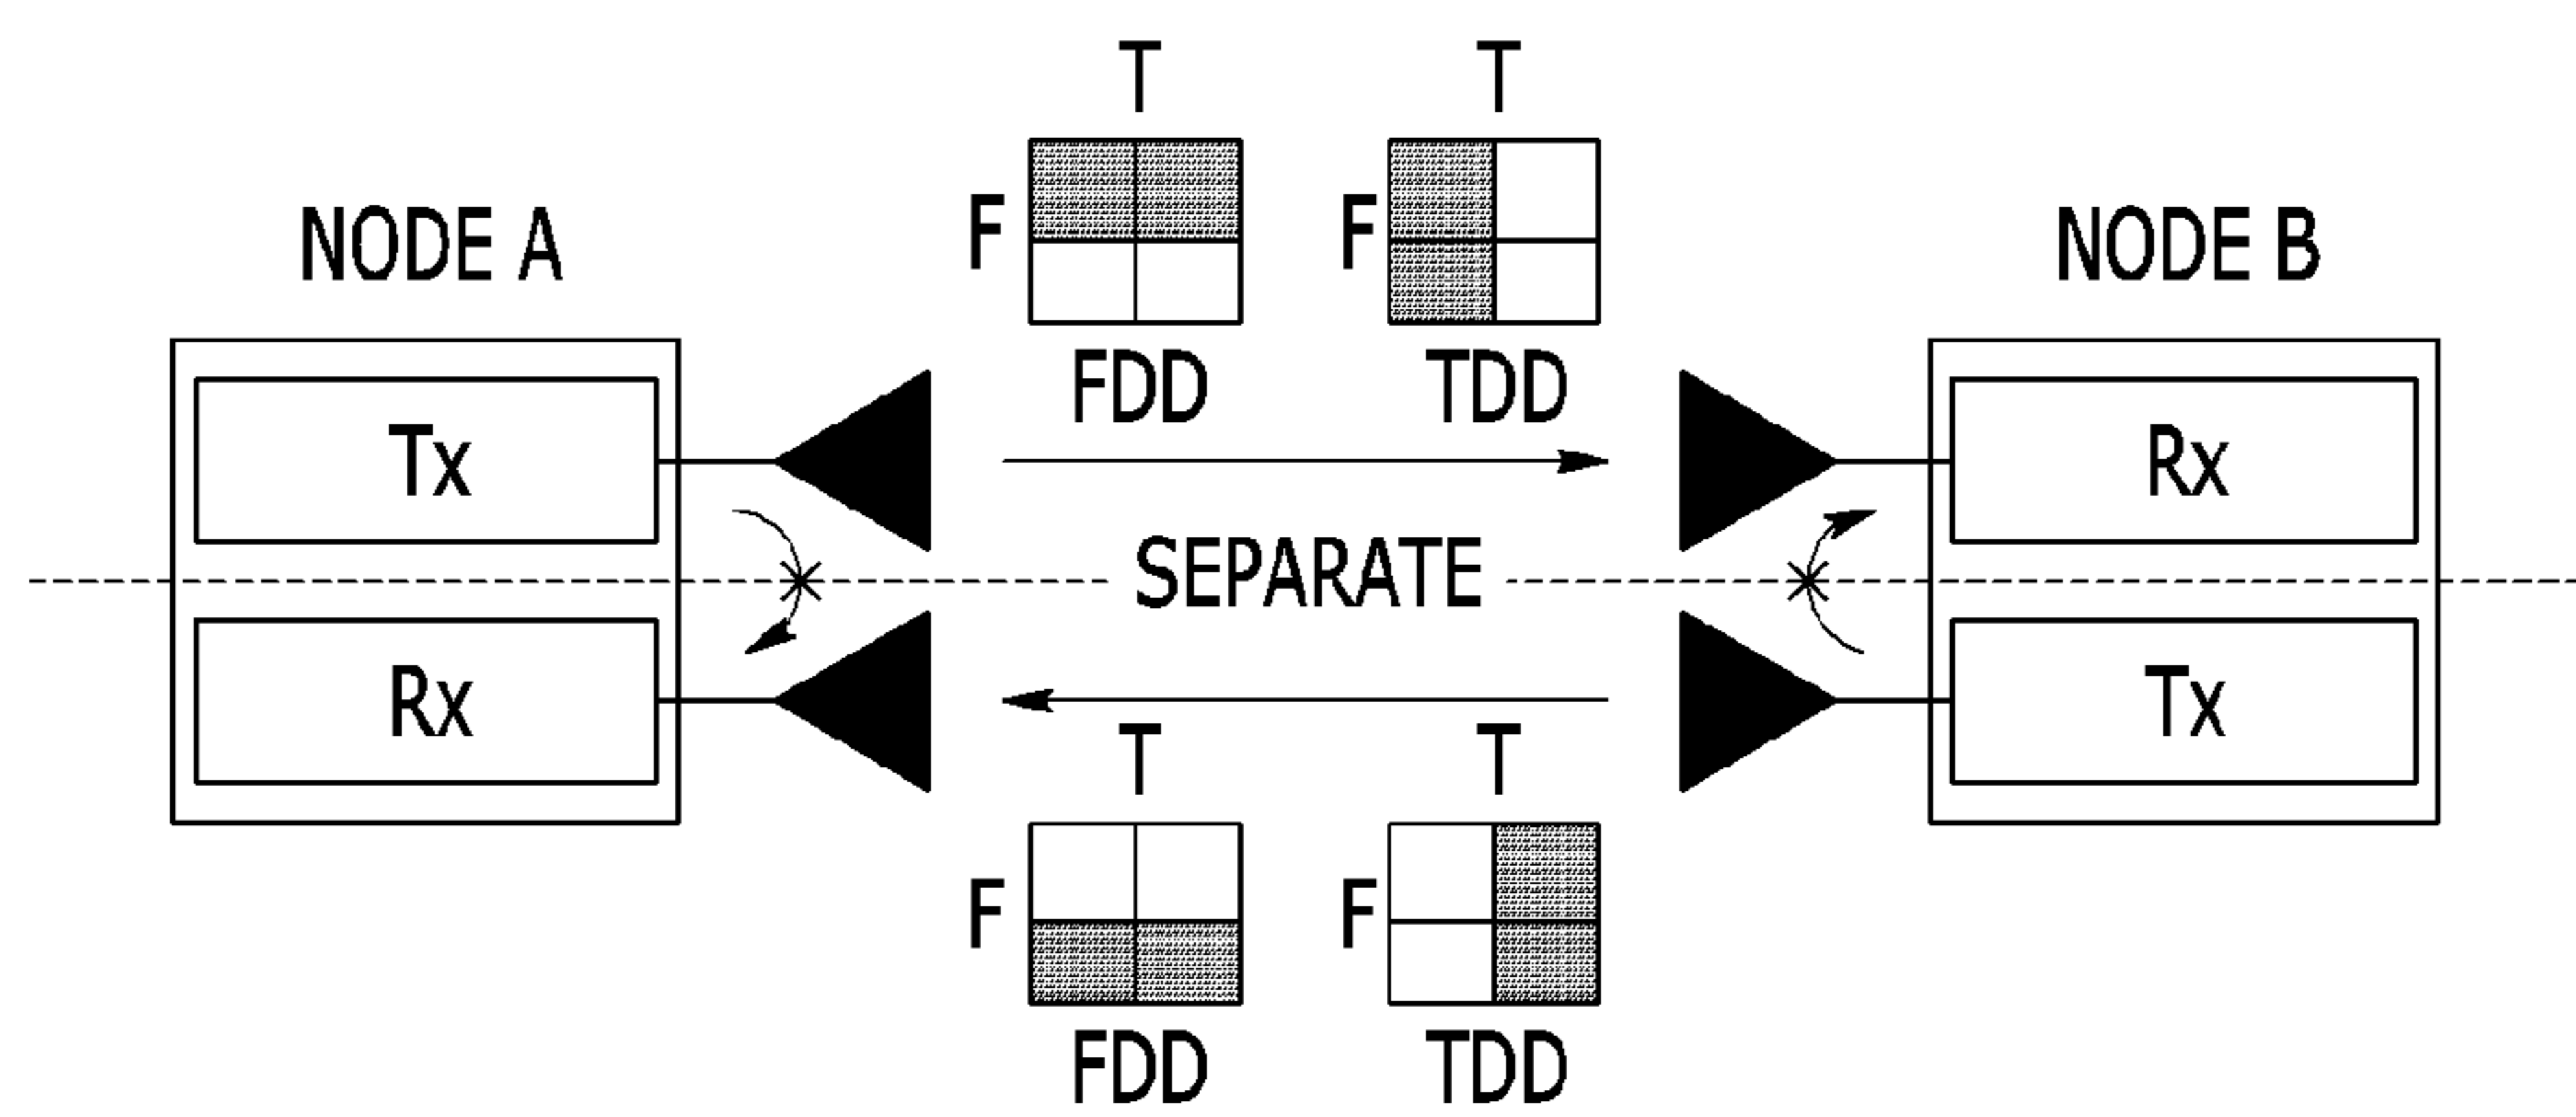 T T
F F
NODE A NODE B
FDD TDD
Tx Rx
SEPARATE
Rx Tx
T T
F F
FDD TDD